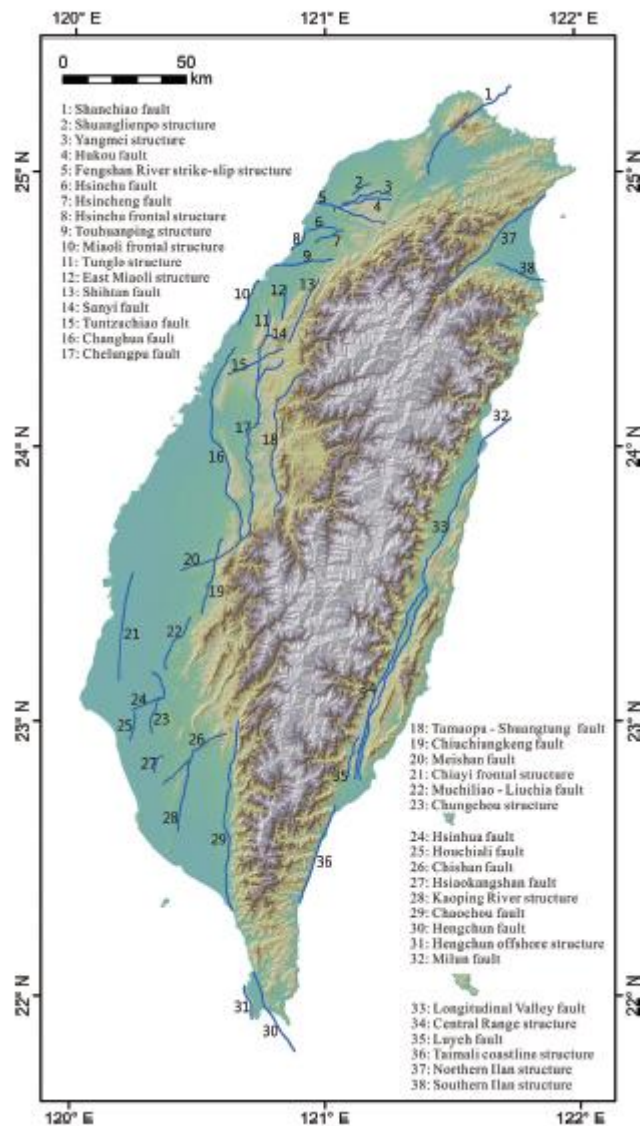 120° E 121° E 122° E
0 50
km
1: Shanchiao fault
2: Shuanglienpo structure
3: Yangmei structure
4: Hukou fault
5: Fengshan River strike-slip structure
6: Hsinchu fault
7: Hsincheng fault
8: Hsinchu frontal structure
9: Touhuanping structure
10: Miaoli frontal structure
11: Tunglo structure
12: East Miaoli structure
13: Shihtan fault
14: Sanyi fault
15: Tuntzuchiao fault
16: Changhua fault
17: Chelungpu fault
1
25° N 25° N
2
3
5
4
6
8
7
37
9
38
10
12
13
11
14
15
32
24° N 24° N
17
18
16
33
20
19
21
22
34
24
25
23
23° N 23° N
26
27
35
28
29
36
18: Tamaopu - Shuangtung fault
19: Chiuchiungkeng fault
20: Meishan fault
21: Chiayi frontal structure
22: Muchiliao - Liuchia fault
23: Chungchou structure
24: Hsinhua fault
25: Houchiali fault
26: Chishan fault
27: Hsiaokangshan fault
28: Kaoping River structure
29: Chaochou fault
30: Hengchun fault
31: Hengchun offshore structure
32: Milun fault
33: Longitudinal Valley fault
34: Central Range structure
35: Luyeh fault
36: Taimali coastline structure
37: Northern Ilan structure
38: Southern Ilan structure
22° N 22° N
31
30
120° E 121° E 122° E